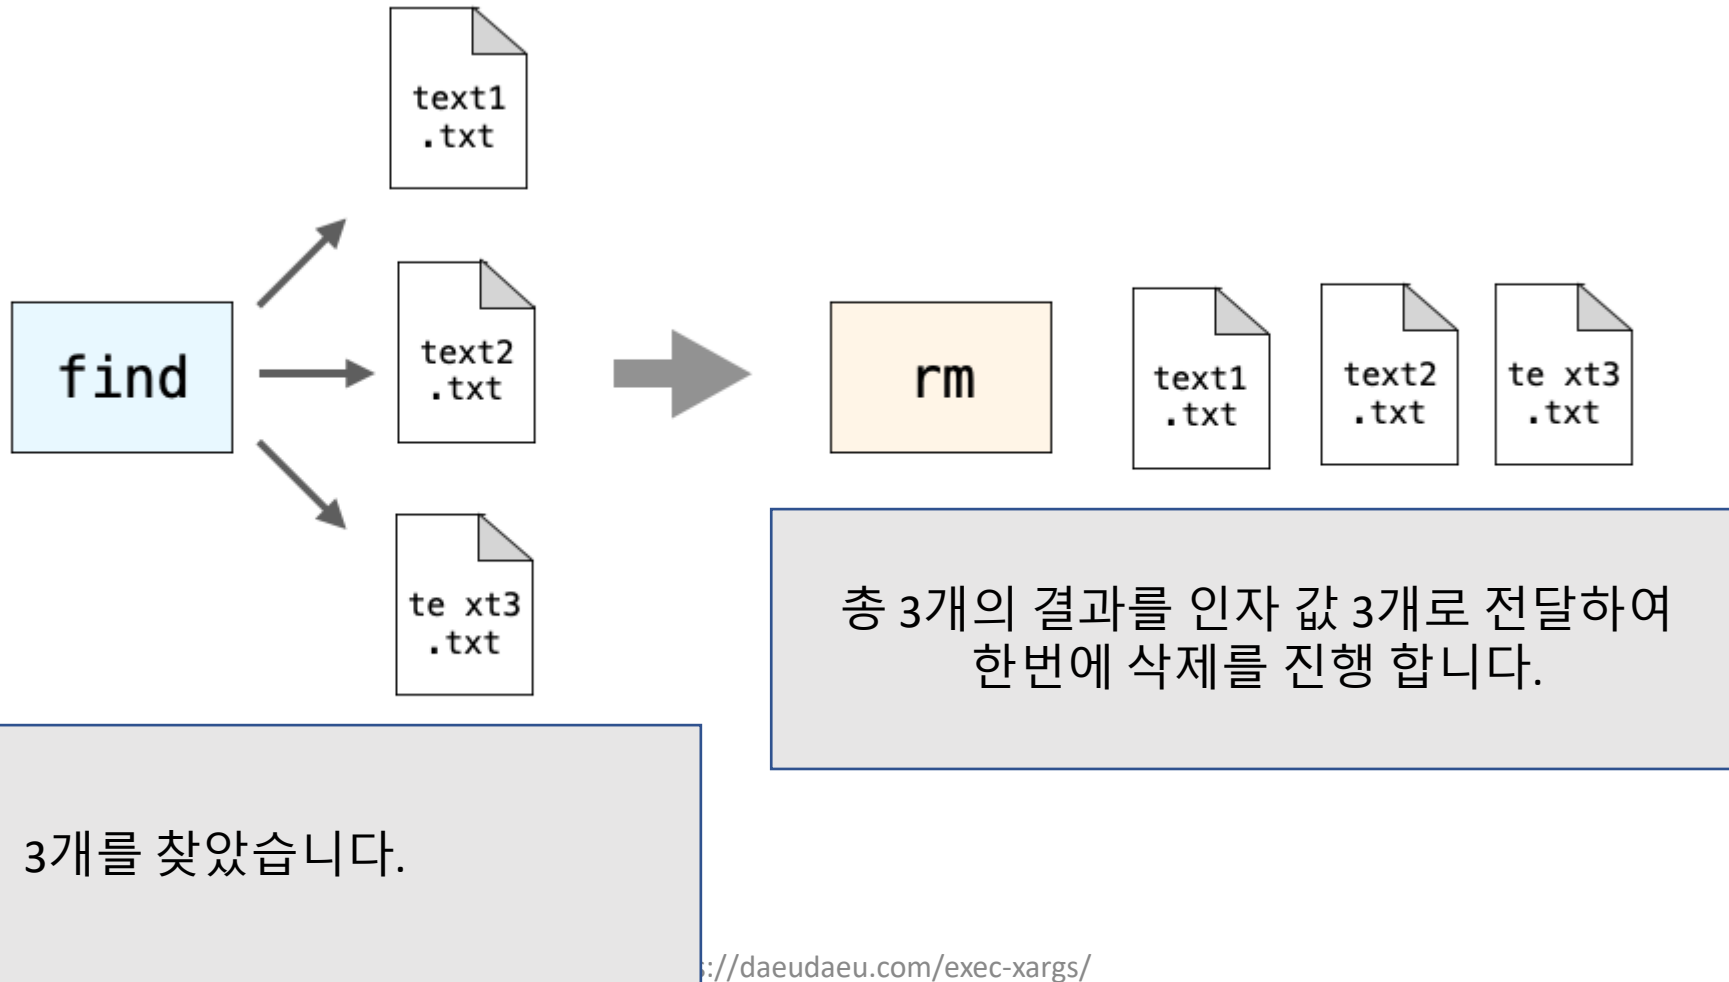 text1
.txt
find
text2
.txt
te xt3
.txt
rm
text1
.txt
text2
.txt
te xt3
.txt
총 3개의 결과를 인자 값 3개로 전달하여
한번에 삭제를 진행 합니다.
3개를 찾았습니다.
://daeudaeu.com/exec-xargs/